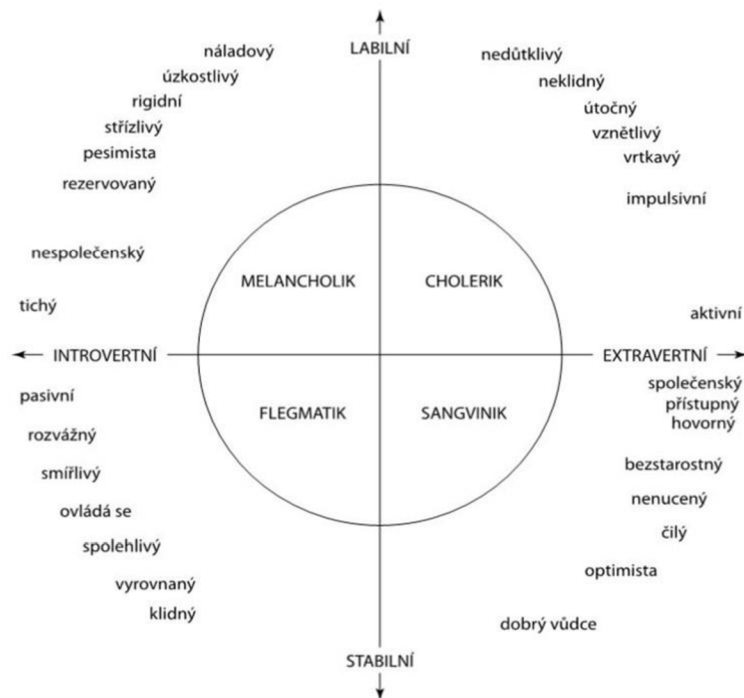 LABILNÍ
náladový
úzkostlivý
rigidní
střízlivý
pesimista
rezervovaný
nespolečenský
tichý
nedůtklivý
neklidný
útočný
vznětlivý
vrtkavý
impulsivní
aktivní
MELANCHOLIK
CHOLERIK
INTROVERTNÍ
EXTRAVERTNÍ
FLEGMATIK
SANGVINIK
pasivní
rozvážný
smířlivý
ovládá se
spolehlivý
vyrovnaný
klidný
společenský
přístupný
hovorný
bezstarostný
nenucený
čilý
optimista
dobrý vůdce
STABILNÍ